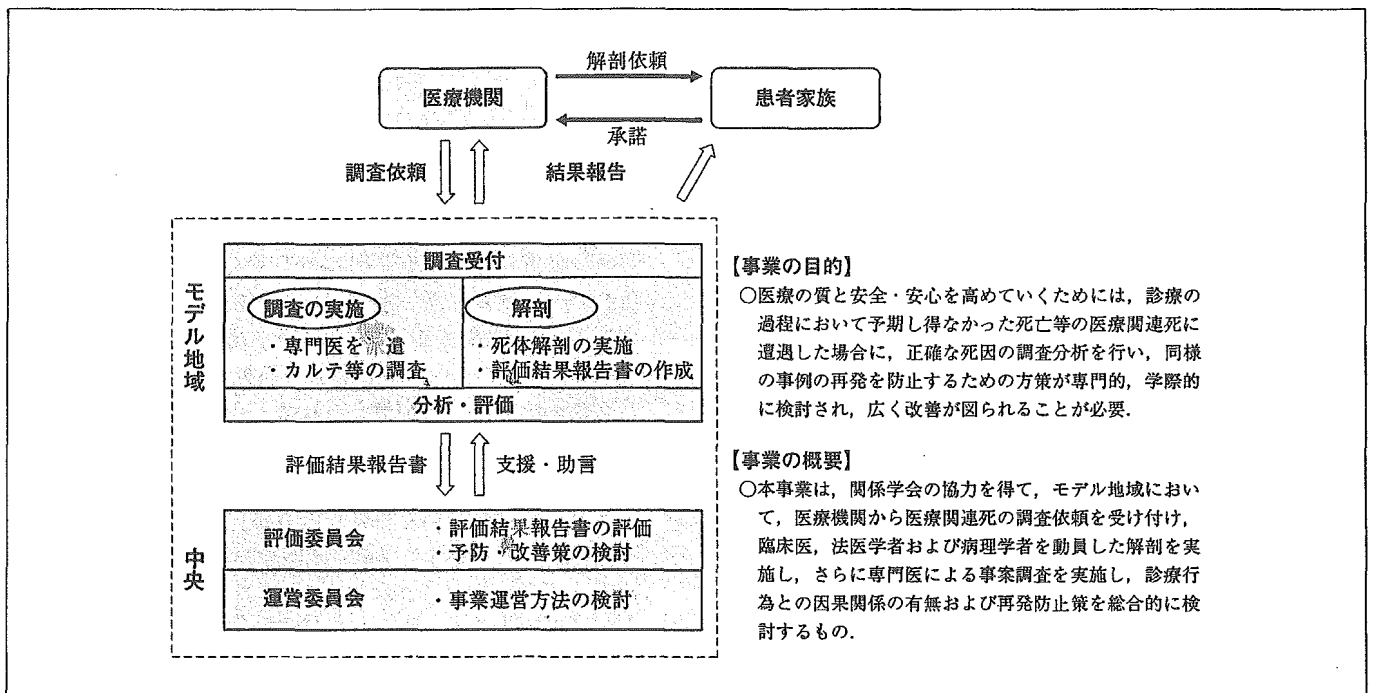 解剖依頼
医療機関
患者家族
承諾
調査依頼
結果報告
モデル地域
調査受付
調査の実施
・専門医を派遣
・カルテ等の調査
解剖
・死体解剖の実施
・評価結果報告書の作成
分析・評価
評価結果報告書
支援・助言
中央
評価委員会
・評価結果報告書の評価
・予防・改善策の検討
運営委員会
・事業運営方法の検討
【事業の目的】
○医療の質と安全・安心を高めていくためには，診療の
過程において予期し得なかった死亡等の医療関連死に
遭遇した場合に，正確な死因の調査分析を行い，同様
の事例の再発を防止するための方策が専門的，学際的
に検討され，広く改善が図られることが必要．
【事業の概要】
○本事業は，関係学会の協力を得て，モデル地域におい
て，医療機関から医療関連死の調査依頼を受け付け，
臨床医，法医学者および病理学者を動員した解剖を実
施し，さらに専門医による事案調査を実施し，診療行
為との因果関係の有無および再発防止策を総合的に検
討するもの．